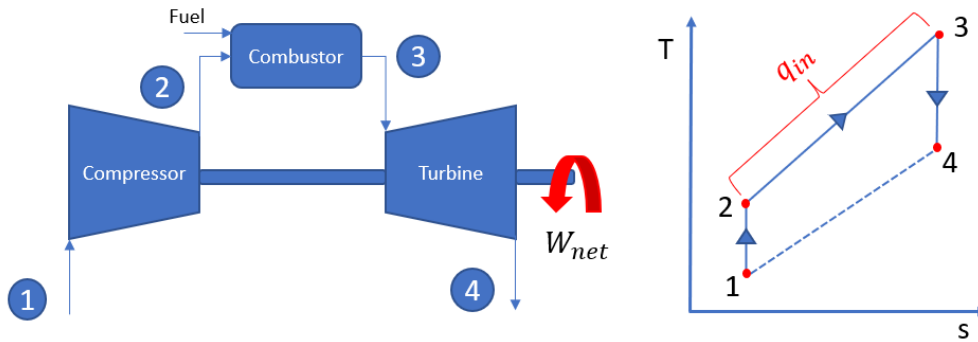 Fuel
Combustor
3
2
Compressor
Turbine
W_net
1
4
T
q_in
3
4
2
1
s